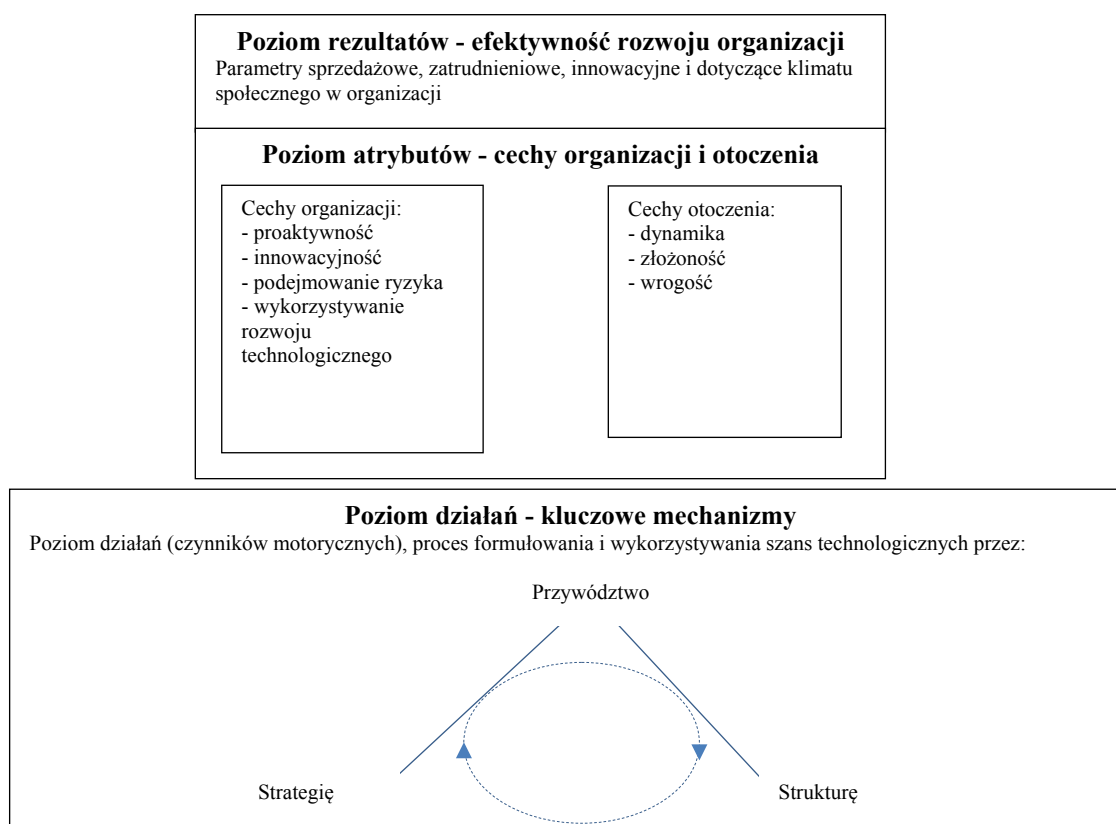 Poziom rezultatów - efektywność rozwoju organizacji
Parametry sprzedażowe, zatrudnieniowe, innowacyjne i dotyczące klimatu
społecznego w organizacji
Poziom atrybutów - cechy organizacji i otoczenia
Cechy organizacji:
- proaktywność
- innowacyjność
- podejmowanie ryzyka
- wykorzystywanie
rozwoju
technologicznego
Cechy otoczenia:
- dynamika
- złożoność
- wrogość
Poziom działań - kluczowe mechanizmy
Poziom działań (czynników motorycznych), proces formułowania i wykorzystywania szans technologicznych przez:
Przywództwo
Strategię
Strukturę